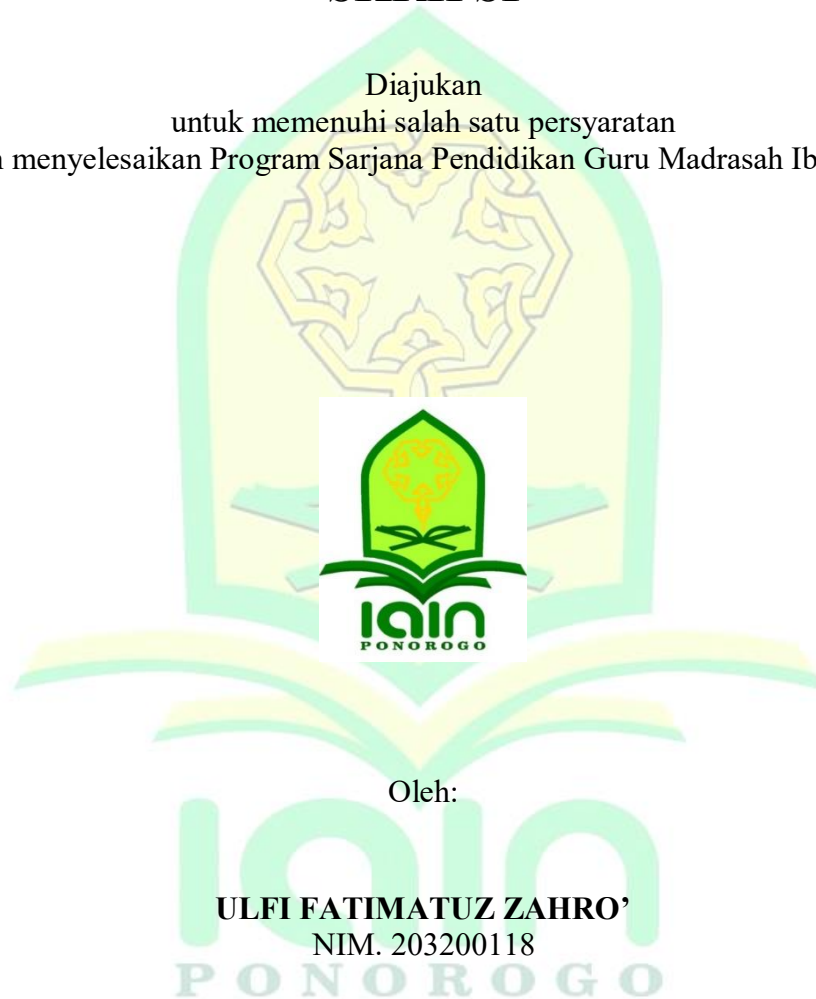 Diajukan
untuk memenuhi salah satu persyaratan
menyelesaikan Program Sarjana Pendidikan Guru Madrasah
IAIN
PONOROGO
Oleh:
ULFI FATIMATUZ ZAHRO’
NIM. 203200118
IAIN
PONOROGO